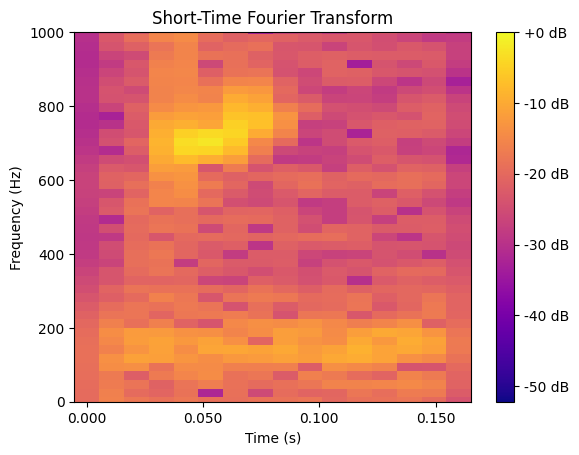 Short-Time Fourier Transform
1000
800
600
400
200
0
Frequency (Hz)
0.000
0.050
0.100
0.150
Time (s)
+0 dB
-10 dB
-20 dB
-30 dB
-40 dB
-50 dB